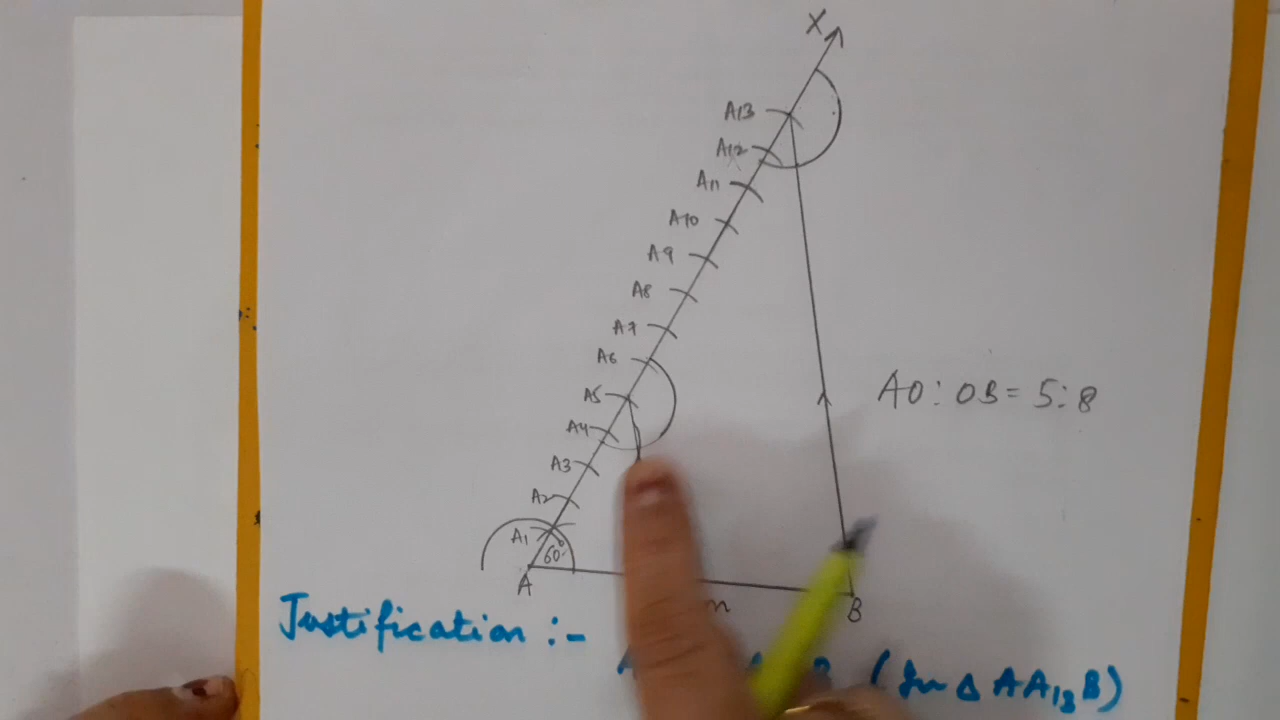 X
A13
A12
A11
A10
A9
A8
A7
A6
A5
AO : OB = 5 : 8
A4
A3
A2
A1
60°
A
B
Justification :-
(In Δ AA13B)